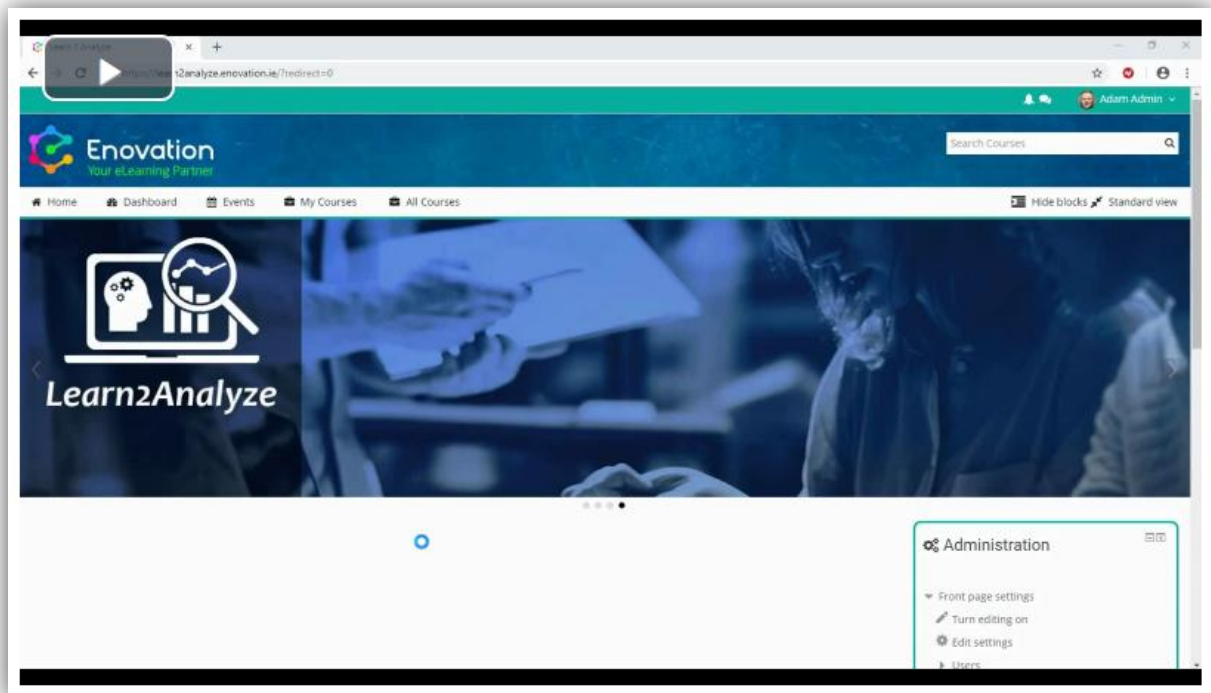 learn2analyze.enovation.ie/?redirect=0
Adam Admin
Enovation
Your eLearning Partner
Search Courses
Home Dashboard Events My Courses All Courses
Hide blocks Standard view
Learn2Analyze
Administration
Front page settings
Turn editing on
Edit settings
Users